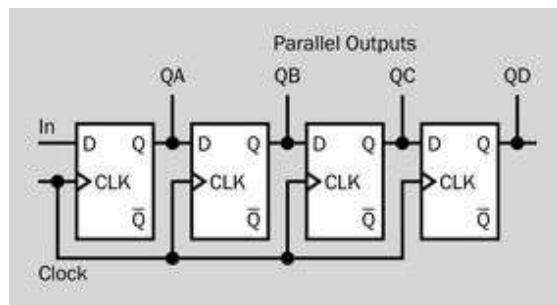 Parallel Outputs
QA QB QC QD
In
D Q D Q D Q D Q
CLK CLK CLK CLK
Q̅ Q̅ Q̅ Q̅
Clock